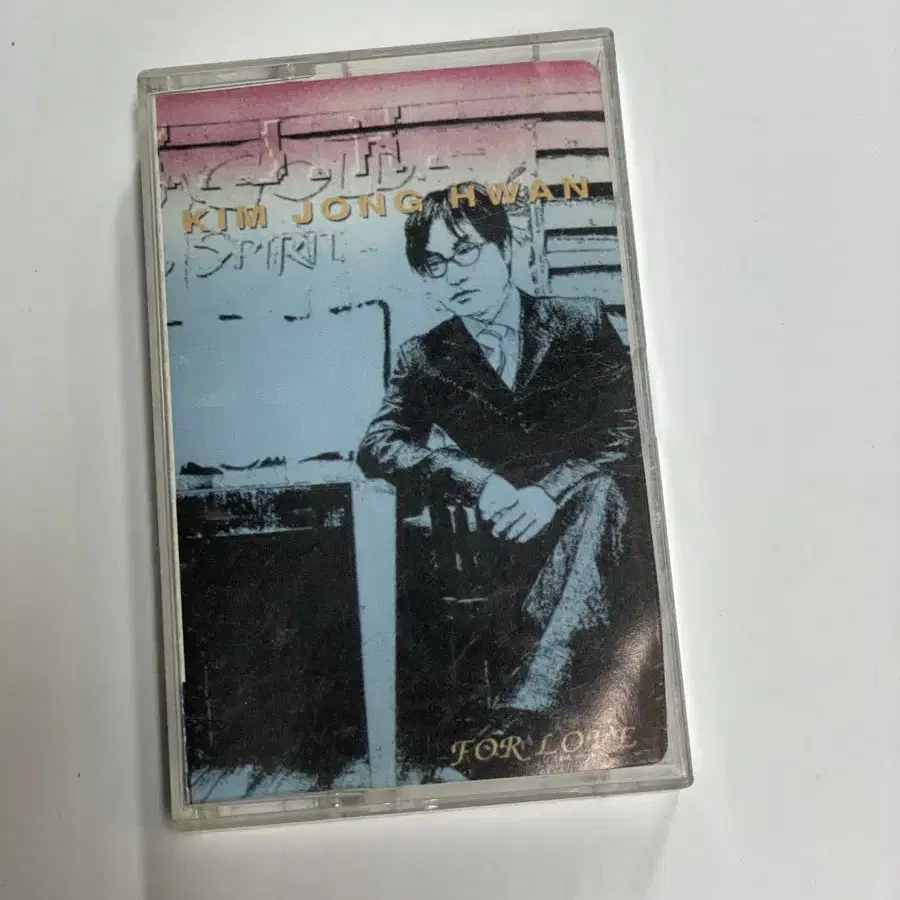 J.H.
KIM JONG HWAN
SPIRIT
FOR LOVE